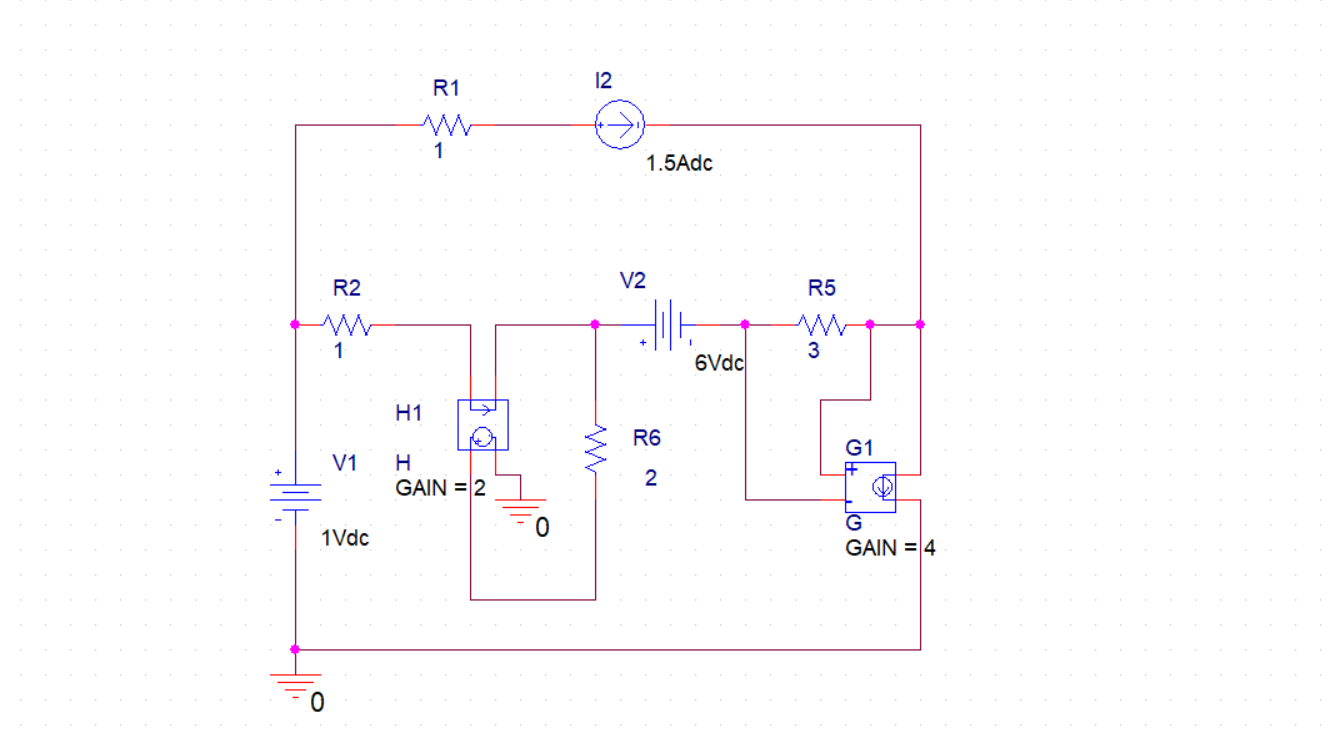 R1
1
I2
1.5Adc
R2
1
V2
6Vdc
R5
3
H1
H
GAIN = 2
R6
2
V1
1Vdc
0
G1
G
GAIN = 4
0